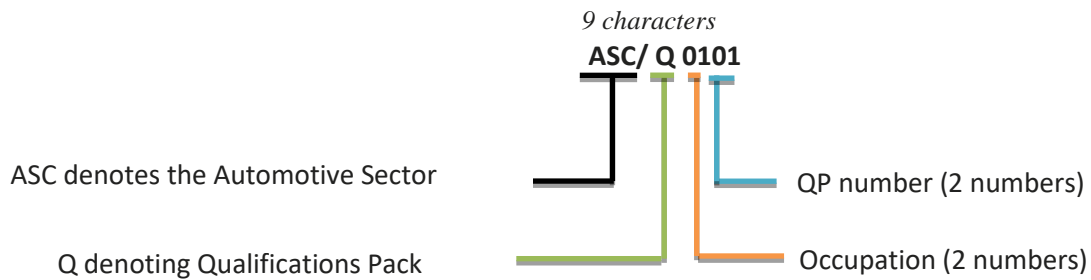 9 characters
ASC/ Q 0101
ASC denotes the Automotive Sector
QP number (2 numbers)
Q denoting Qualifications Pack
Occupation (2 numbers)